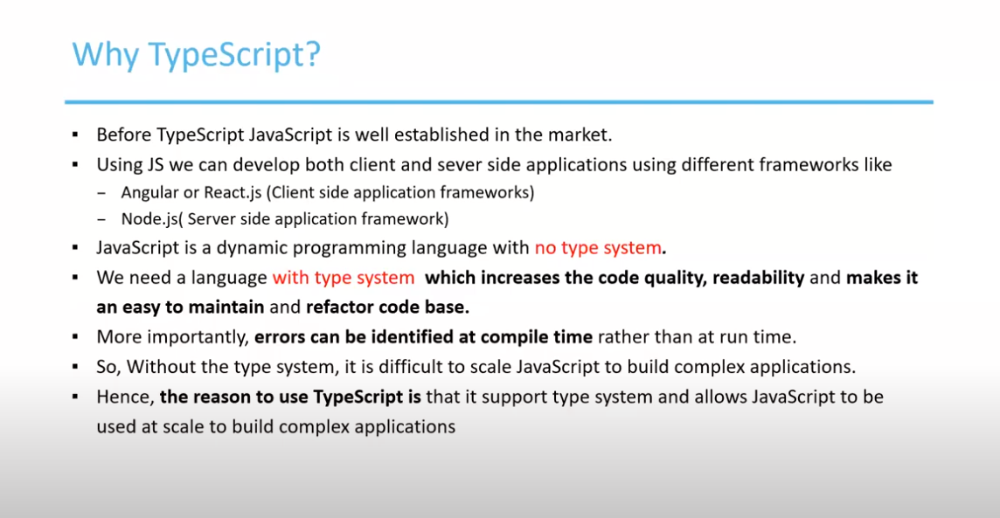 Why TypeScript?
▪ Before TypeScript JavaScript is well established in the market.
▪ Using JS we can develop both client and sever side applications using different frameworks like
– Angular or React.js (Client side application frameworks)
– Node.js( Server side application framework)
▪ JavaScript is a dynamic programming language with no type system.
▪ We need a language with type system which increases the code quality, readability and makes it
an easy to maintain and refactor code base.
▪ More importantly, errors can be identified at compile time rather than at run time.
▪ So, Without the type system, it is difficult to scale JavaScript to build complex applications.
▪ Hence, the reason to use TypeScript is that it support type system and allows JavaScript to be
used at scale to build complex applications